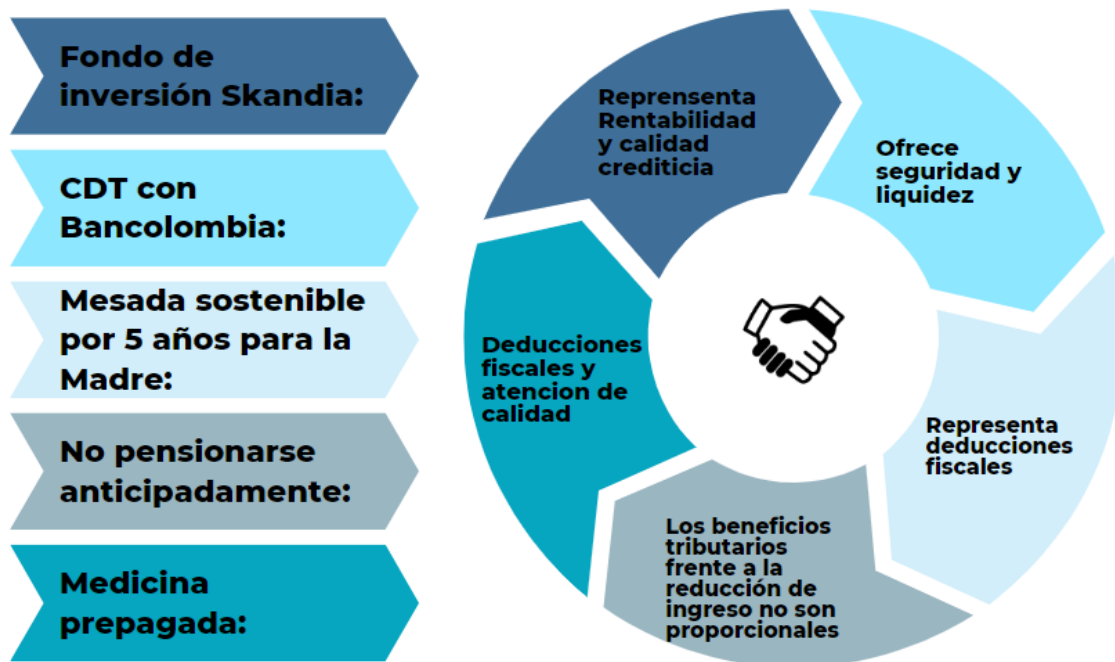 Fondo de
inversión Skandia:
CDT con
Bancolombia:
Mesada sostenible
por 5 años para la
Madre:
No pensionarse
anticipadamente:
Medicina
prepagada:
Reprensenta
Rentabilidad
y calidad
crediticia
Ofrece
seguridad y
liquidez
Representa
deducciones
fiscales
Los beneficios
tributarios
frente a la
reducción de
ingreso no son
proporcionales
Deducciones
fiscales y
atencion de
calidad